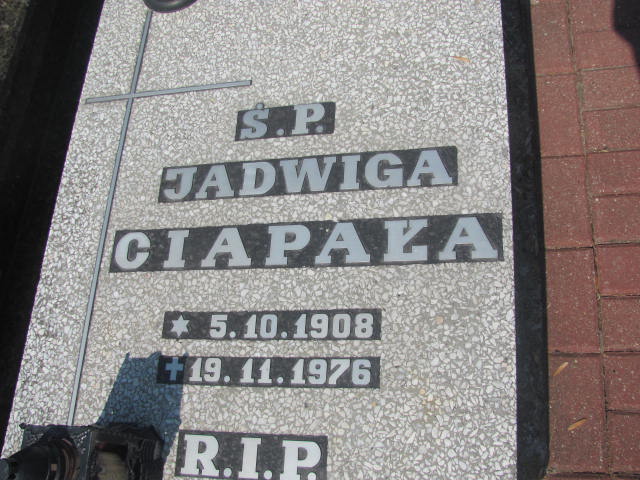 Ś.P.
JADWIGA
CIAPAŁA
5.10.1908
19.11.1976
R.I.P.